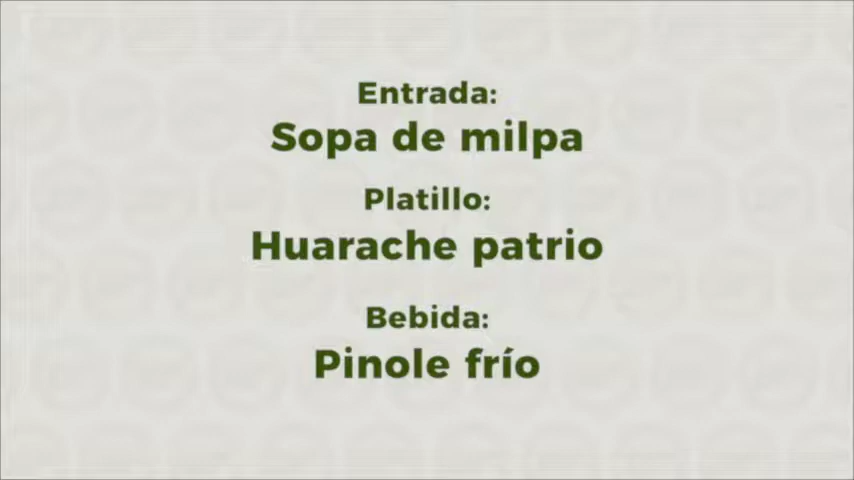 Entrada:
Sopa de milpa
Platillo:
Huarache patrio
Bebida:
Pinole frío